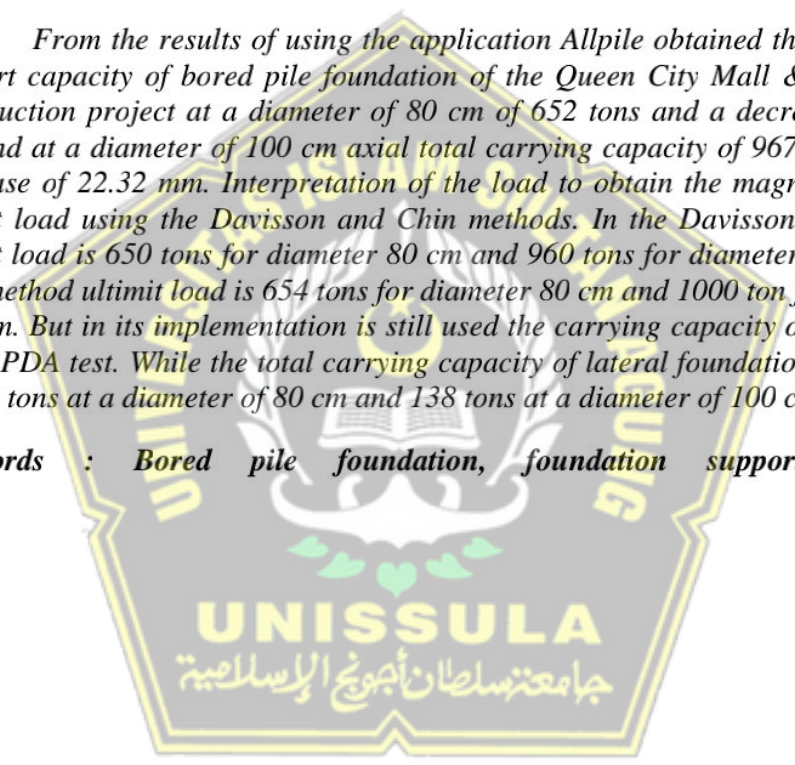 From the results of using the application Allpile obtained th
rt capacity of bored pile foundation of the Queen City Mall &
uction project at a diameter of 80 cm of 652 tons and a decre
nd at a diameter of 100 cm axial total carrying capacity of 967
use of 22.32 mm. Interpretation of the load to obtain the magn
t load using the Davisson and Chin methods. In the Davisson
t load is 650 tons for diameter 80 cm and 960 tons for diameter
method ultimit load is 654 tons for diameter 80 cm and 1000 ton
m. But in its implementation is still used the carrying capacity o
PDA test. While the total carrying capacity of lateral foundatio
tons at a diameter of 80 cm and 138 tons at a diameter of 100 c
ords : Bored pile foundation, foundation suppor
UNIVERSITAS ISLAM SULTAN AGUNG
UNISSULA
جامعة سلطان أجونج الإسلامية